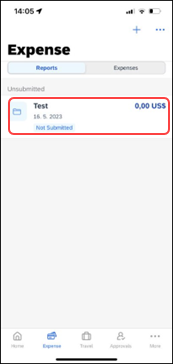 14:05
Expense
Reports Expenses
Unsubmitted
Test 0,00 US$
16. 5. 2023
Not Submitted
Home Expense Travel Approvals More